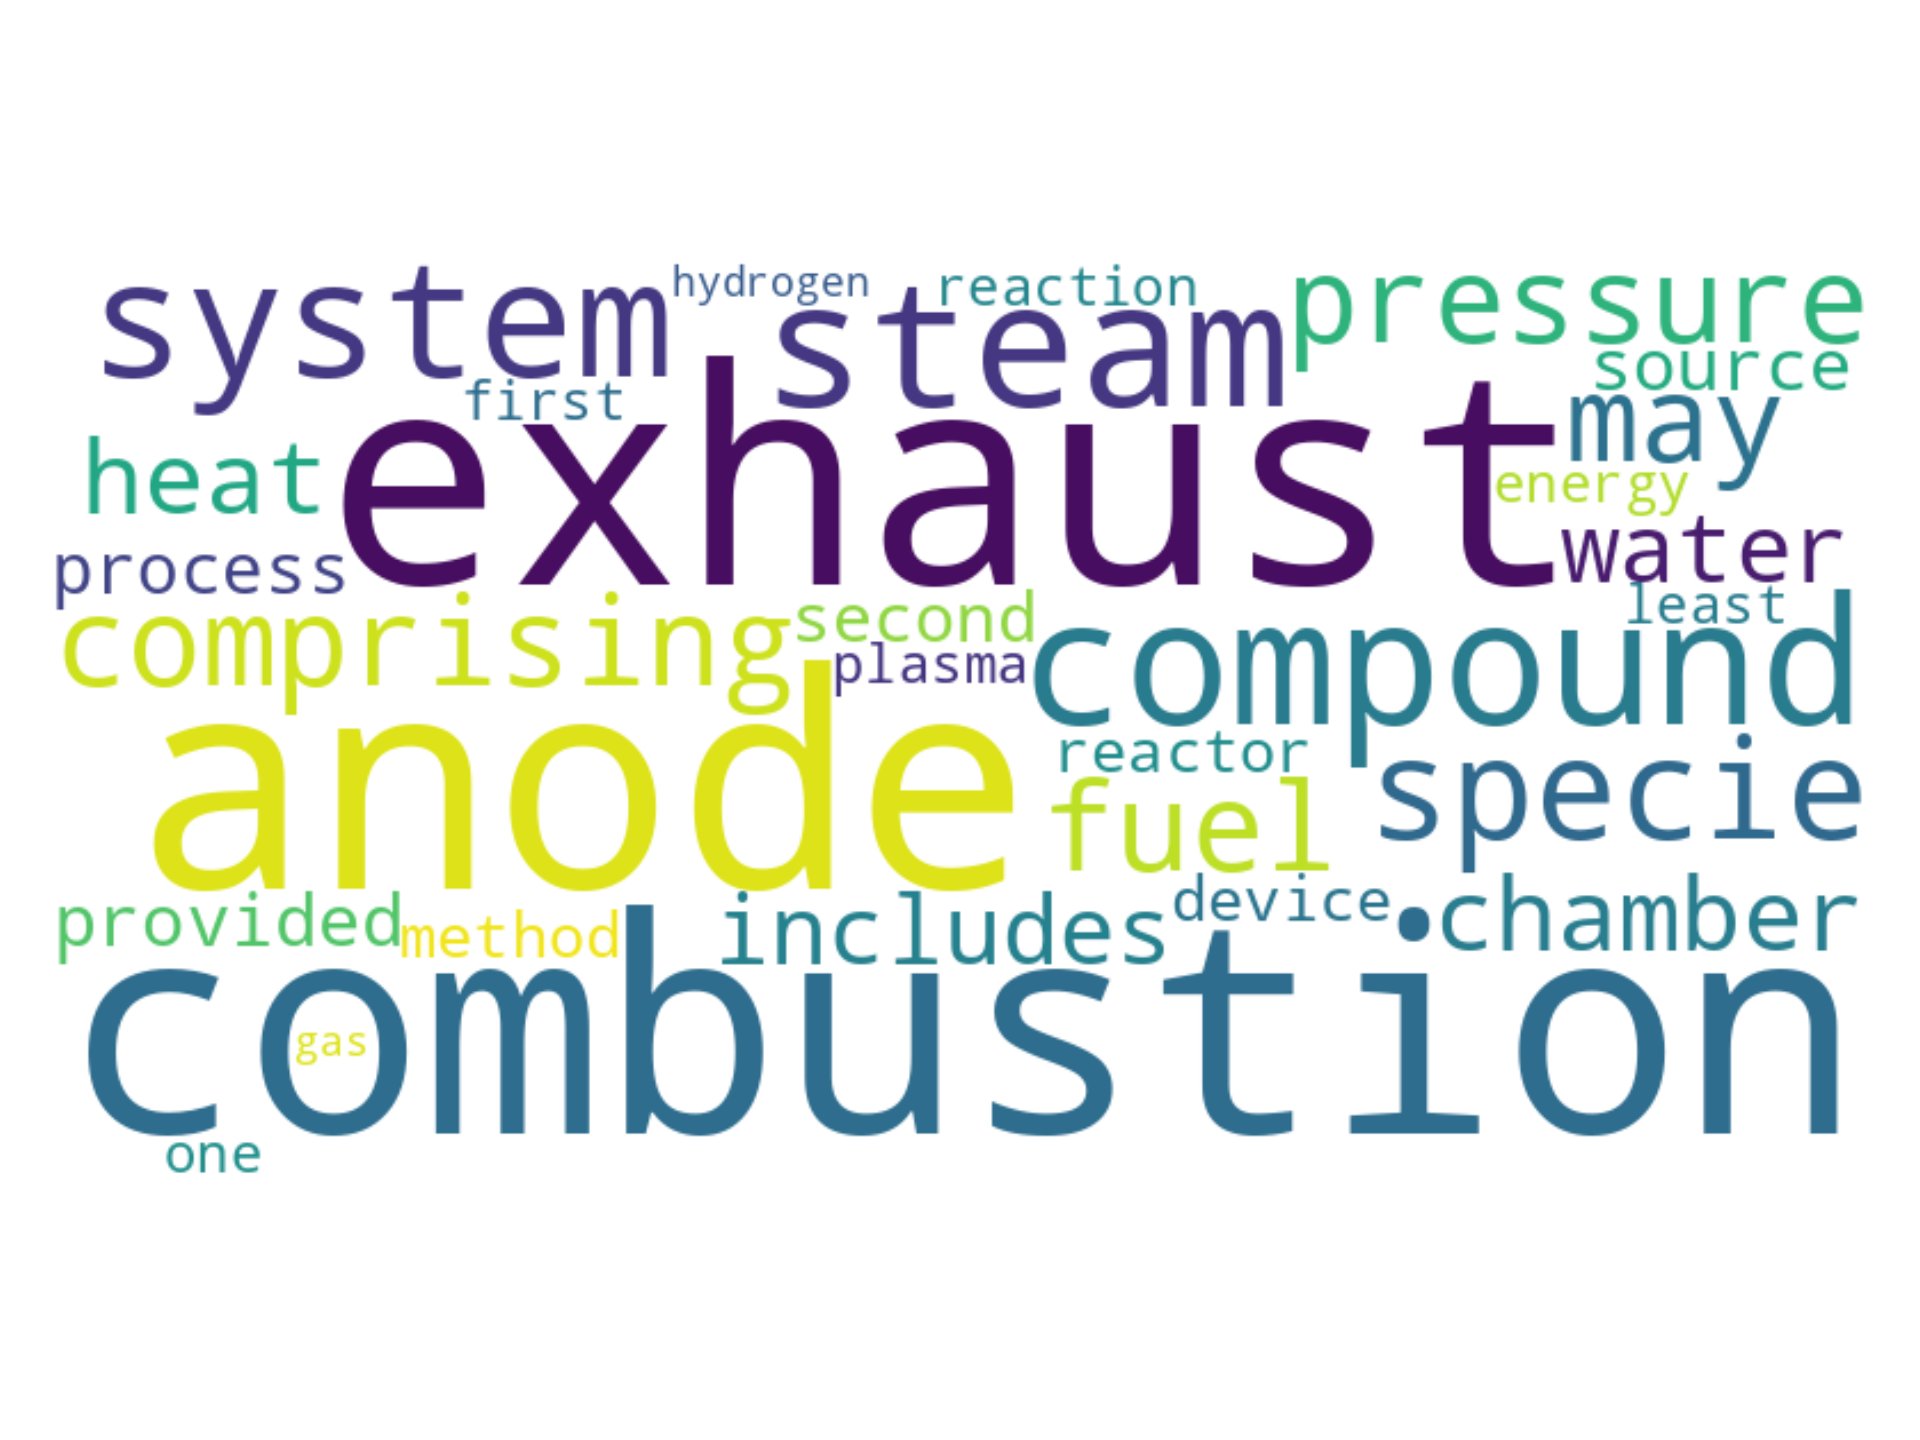 system
hydrogen
reaction
steam
pressure
source
first
may
exhaust
heat
energy
water
process
comprising
second
least
plasma
compound
anode
reactor
specie
fuel
provided
method
includes
device
chamber
combustion
gas
one